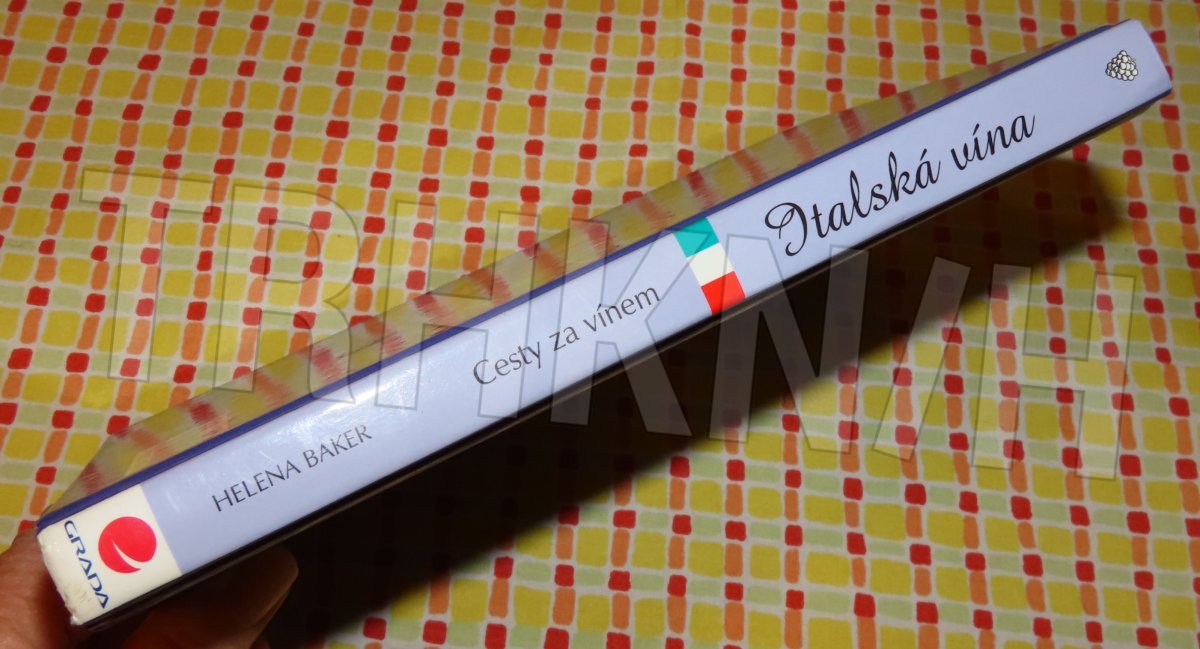 HELENA BAKER
Cesty za vínem
Italská vína
GRADA
TRHKNIH